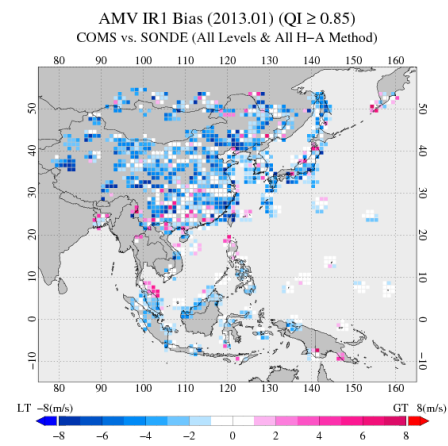 AMV IR1 Bias (2013.01) (QI ≥ 0.85)
COMS vs. SONDE (All Levels & All H−A Method)
80 90 100 110 120 130 140 150 160
50 50
40 40
30 30
20 20
10 10
0 0
−10 −10
80 90 100 110 120 130 140 150 160
LT −8(m/s) GT 8(m/s)
−8 −6 −4 −2 0 2 4 6 8